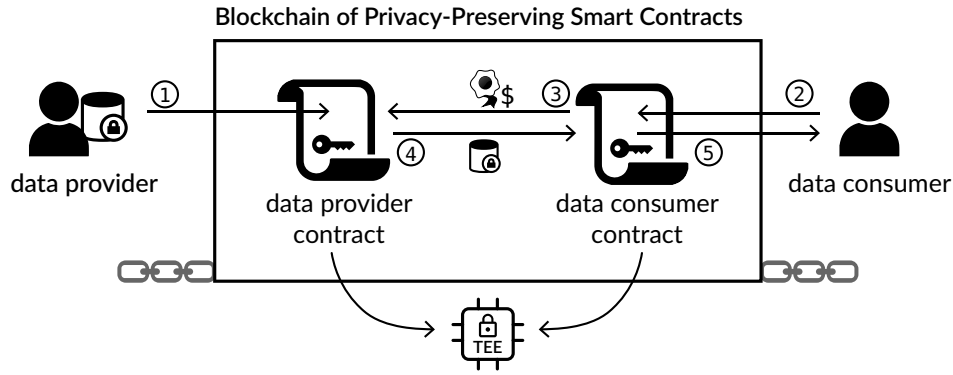 Blockchain of Privacy-Preserving Smart Contracts
1
$
3
2
4
5
data provider
data consumer
data provider
contract
data consumer
contract
TEE